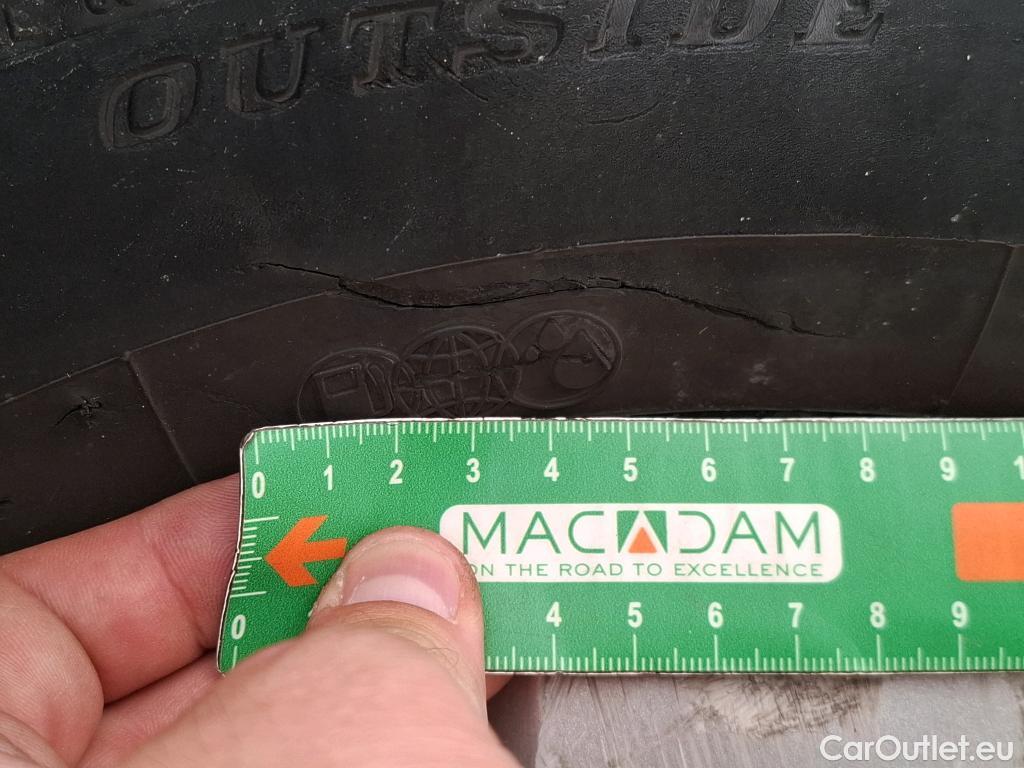 OUTSIDE
0 1 2 3 4 5 6 7 8 9 1
MACADAM
ON THE ROAD TO EXCELLENCE
0 4 5 6 7 8 9
CarOutlet.eu